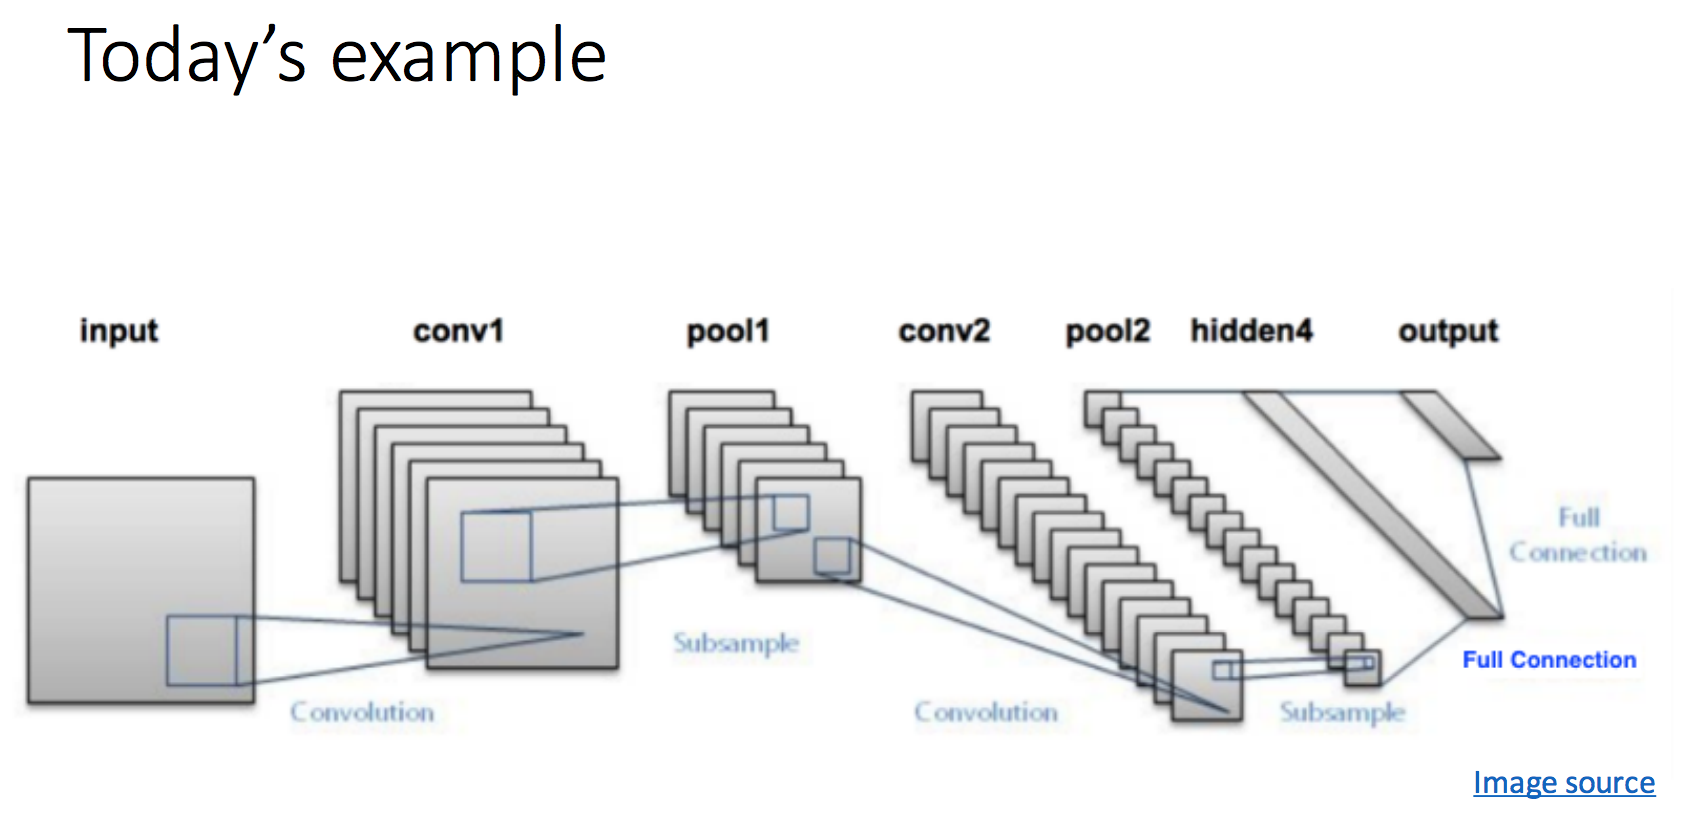 Today’s example
input conv1 pool1 conv2 pool2 hidden4 output
Full
Connection
Subsample
Full Connection
Convolution
Convolution
Subsample
Image source